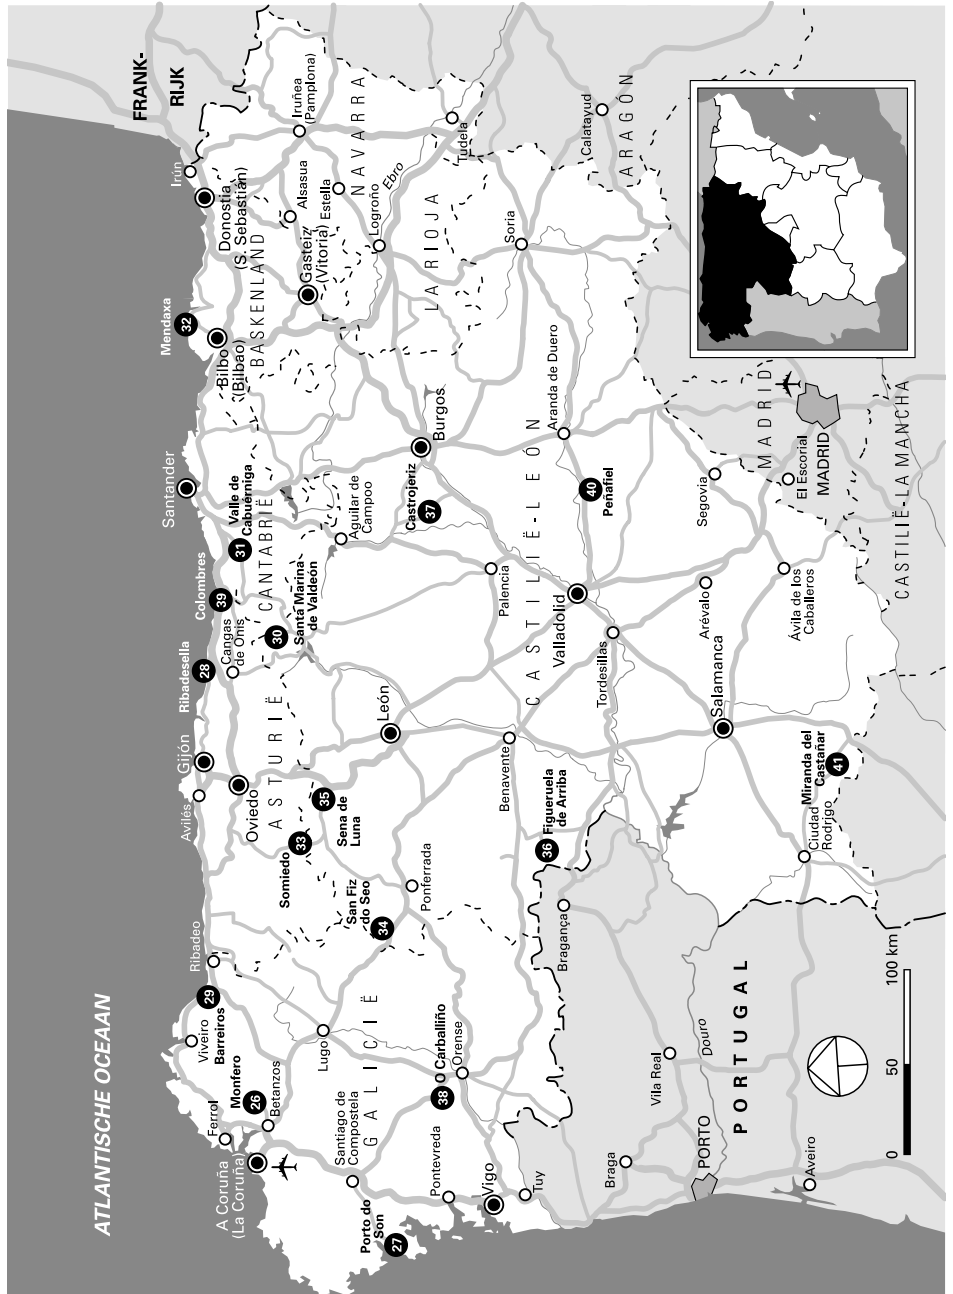 ATLANTISCHE OCEAAN
FRANK-
RIJK
A Coruña
(La Coruña)
Ferrol
Monfero
26
Betanzos
Viveiro
Barreiros
29
Ribadeo
Avilés
Gijón
Oviedo
Ribadesella
28
Cangas
de Onis
Colombres
39
Valle de
Cabuérniga
31
Santander
Mendaxa
32
Bilbo
(Bilbao)
Donostia
(S. Sebastián)
Irún
BASKENLAND
Alsasua
Gasteiz
(Vitoria)
Estella
Iruñea
(Pamplona)
NAVARRA
Logroño
Ebro
Tudela
LA RIOJA
CANTABRIË
30
Santa Marina
de Valdeón
Aguilar de
Campoo
ASTURIË
35
Sena de
Luna
Somiedo
33
San Fiz
do Seo
34
Ponferrada
León
Lugo
GALICIË
Santiago de
Compostela
Porto do
Son
27
Pontevreda
38
Carballiño
Orense
Vigo
Tuy
Benavente
36
Figueruela
de Arriba
Bragança
Castrojeriz
37
Burgos
Palencia
CASTILIË-LEÓN
Valladolid
Tordesillas
40
Peñafiel
Aranda de Duero
Soria
Calatayud
ARAGÓN
Segovia
Arévalo
Ávila de los
Caballeros
Salamanca
Miranda del
Castañar
41
Ciudad
Rodrigo
El Escorial
MADRID
MADRID
CASTILIË-LA MANCHA
Braga
Vila Real
Douro
PORTO
PORTUGAL
Aveiro
0
50
100 km